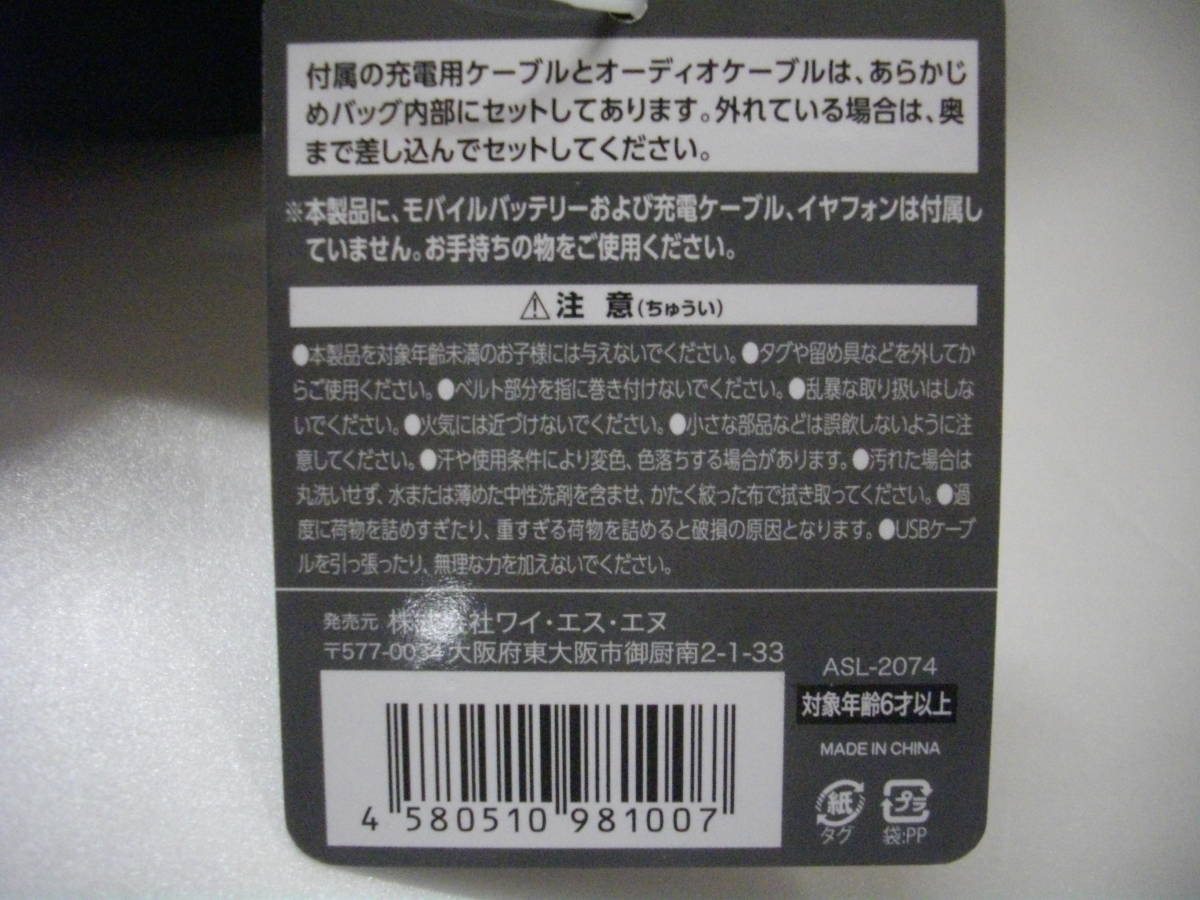 付属の充電用ケーブルとオーディオケーブルは、あらかじ
めバッグ内部にセットしてあります。外れている場合は、奥
まで差し込んでセットしてください。
※本製品に、モバイルバッテリーおよび充電ケーブル、イヤフォンは付属し
ていません。お手持ちの物をご使用ください。
⚠注 意(ちゅうい)
●本製品を対象年齢未満のお子様には与えないでください。●タグや留め具などを外してか
らご使用ください。●ベルト部分を指に巻き付けないでください。●乱暴な取り扱いはしな
いでください。●火気には近づけないでください。●小さな部品などは誤飲しないように注
意してください。●汗や使用条件により変色、色落ちする場合があります。●汚れた場合は
丸洗いせず、水または薄めた中性洗剤を含ませ、かたく絞った布で拭き取ってください。●過
度に荷物を詰めすぎたり、重すぎる荷物を詰めると破損の原因となります。●USBケーブ
ルを引っ張ったり、無理な力を加えないでください。
発売元 株式会社ワイ・エス・エヌ
〒577-0034 大阪府東大阪市御厨南2-1-33
ASL-2074
対象年齢6才以上
MADE IN CHINA
紙 プラ
タグ 袋:PP
4 580510 981007